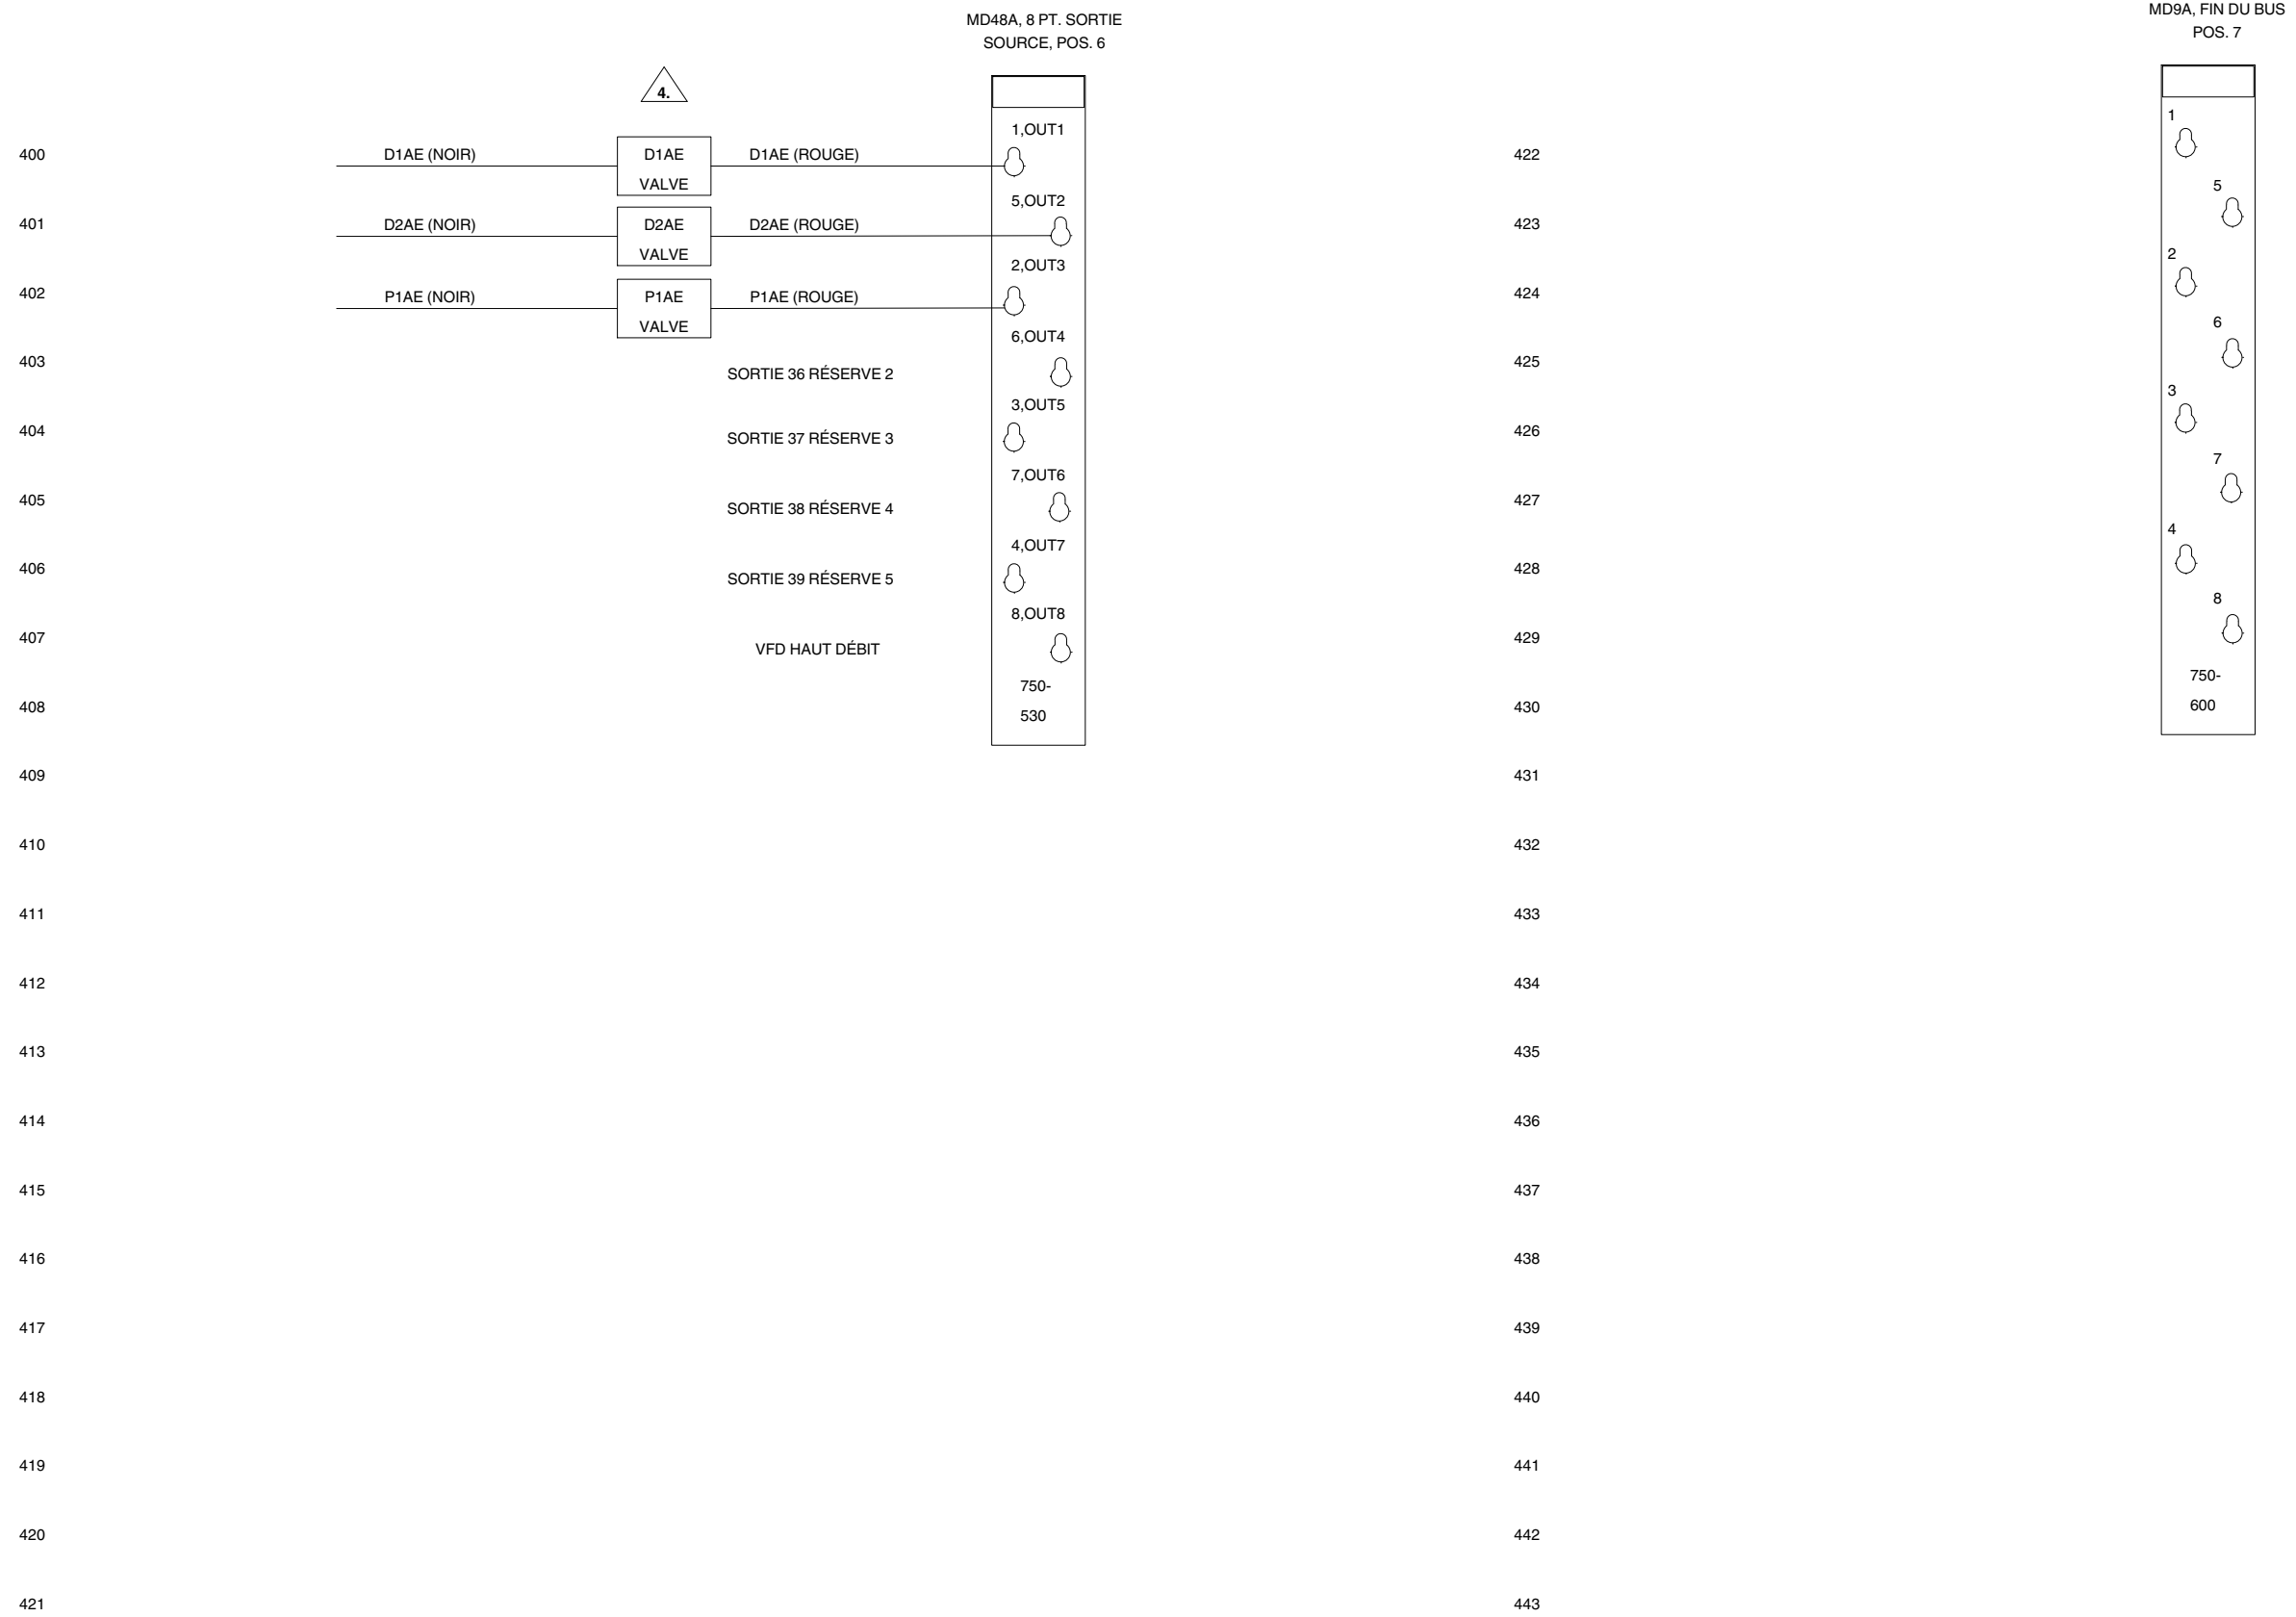 MD48A, 8 PT. SORTIE
SOURCE, POS. 6
4.
1,OUT1
400
D1AE (NOIR)
D1AE
VALVE
D1AE (ROUGE)
5,OUT2
401
D2AE (NOIR)
D2AE
VALVE
D2AE (ROUGE)
2,OUT3
402
P1AE (NOIR)
P1AE
VALVE
P1AE (ROUGE)
6,OUT4
403
SORTIE 36 RÉSERVE 2
3,OUT5
404
SORTIE 37 RÉSERVE 3
7,OUT6
405
SORTIE 38 RÉSERVE 4
4,OUT7
406
SORTIE 39 RÉSERVE 5
8,OUT8
407
VFD HAUT DÉBIT
750-
530
408
409
410
411
412
413
414
415
416
417
418
419
420
421
MD9A, FIN DU BUS
POS. 7
1
422
5
423
2
424
6
425
3
426
7
427
4
428
8
429
750-
600
430
431
432
433
434
435
436
437
438
439
440
441
442
443